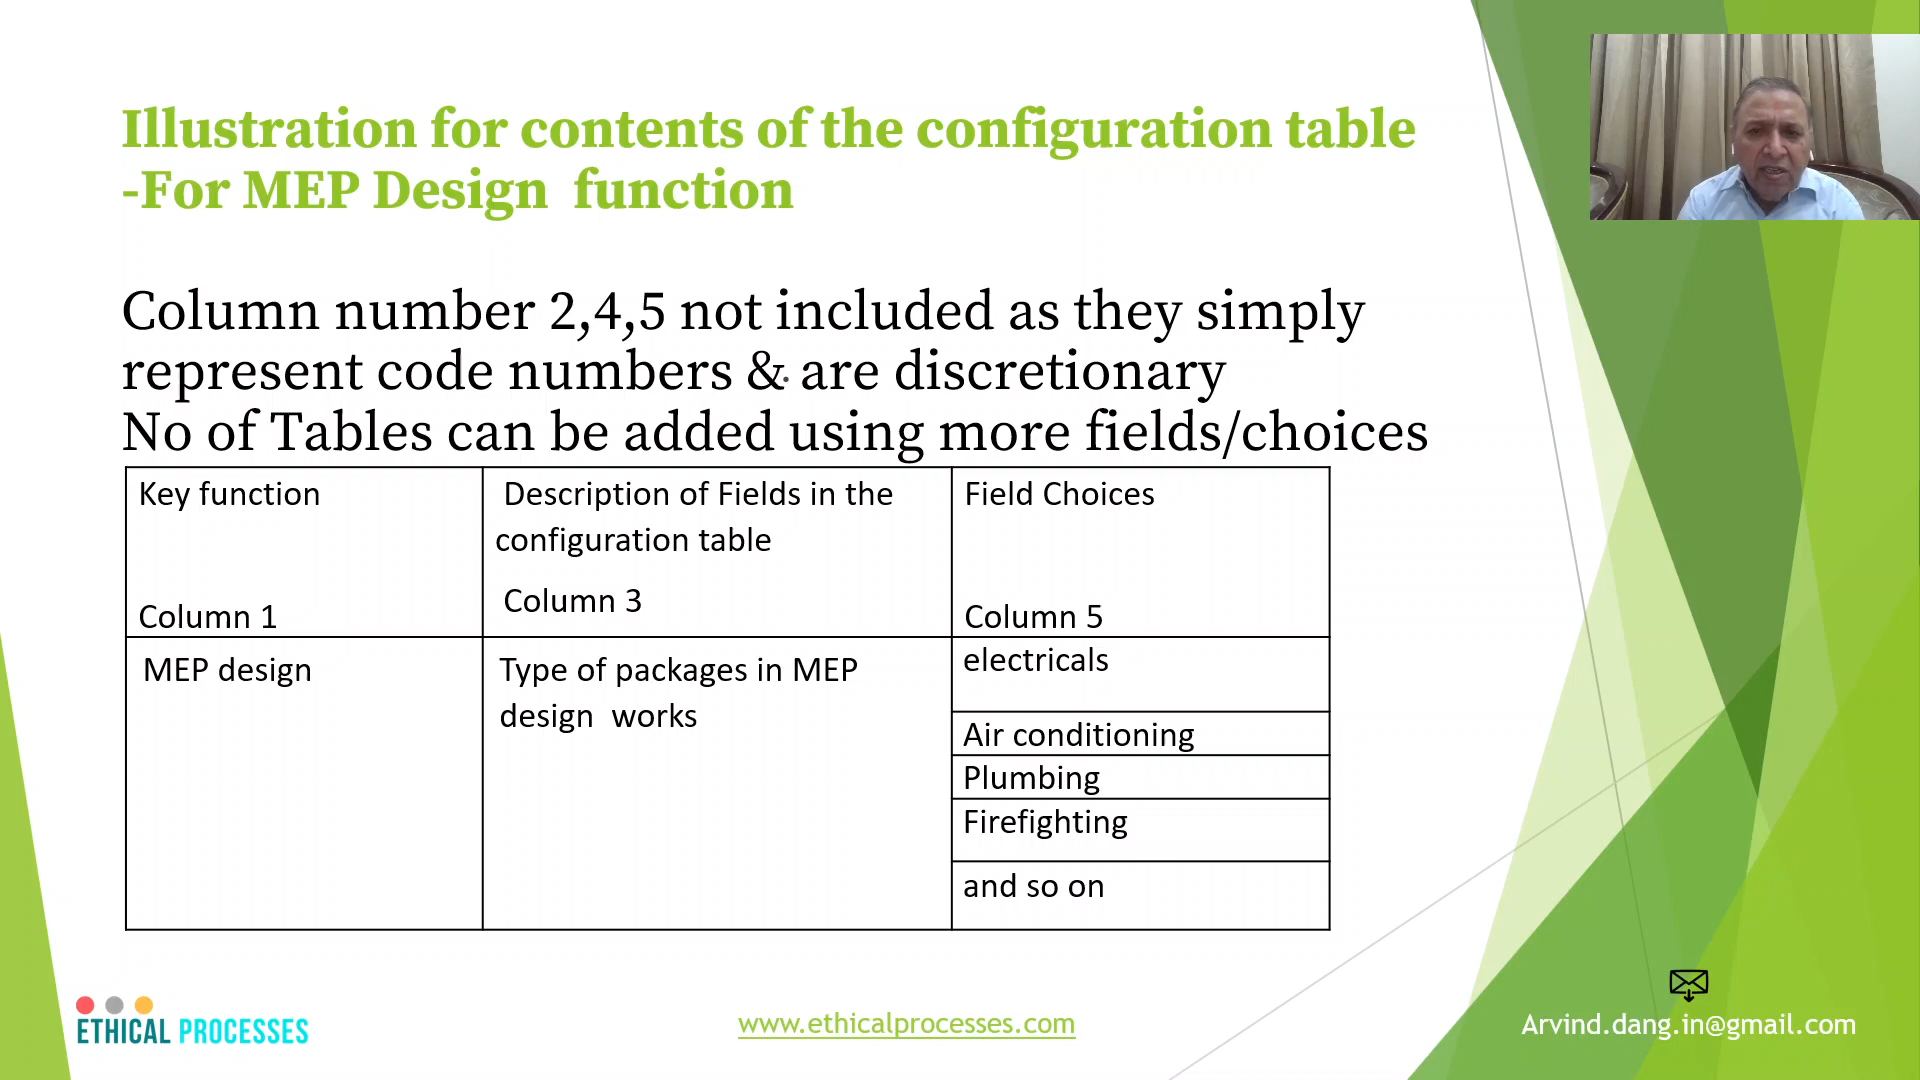 Illustration for contents of the configuration table
-For MEP Design function
Column number 2,4,5 not included as they simply
represent code numbers & are discretionary
No of Tables can be added using more fields/choices
Key function
Column 1
Description of Fields in the
configuration table
Column 3
Field Choices
Column 5
MEP design
Type of packages in MEP
design works
electricals
Air conditioning
Plumbing
Firefighting
and so on
ETHICAL PROCESSES
www.ethicalprocesses.com
Arvind.dang.in@gmail.com